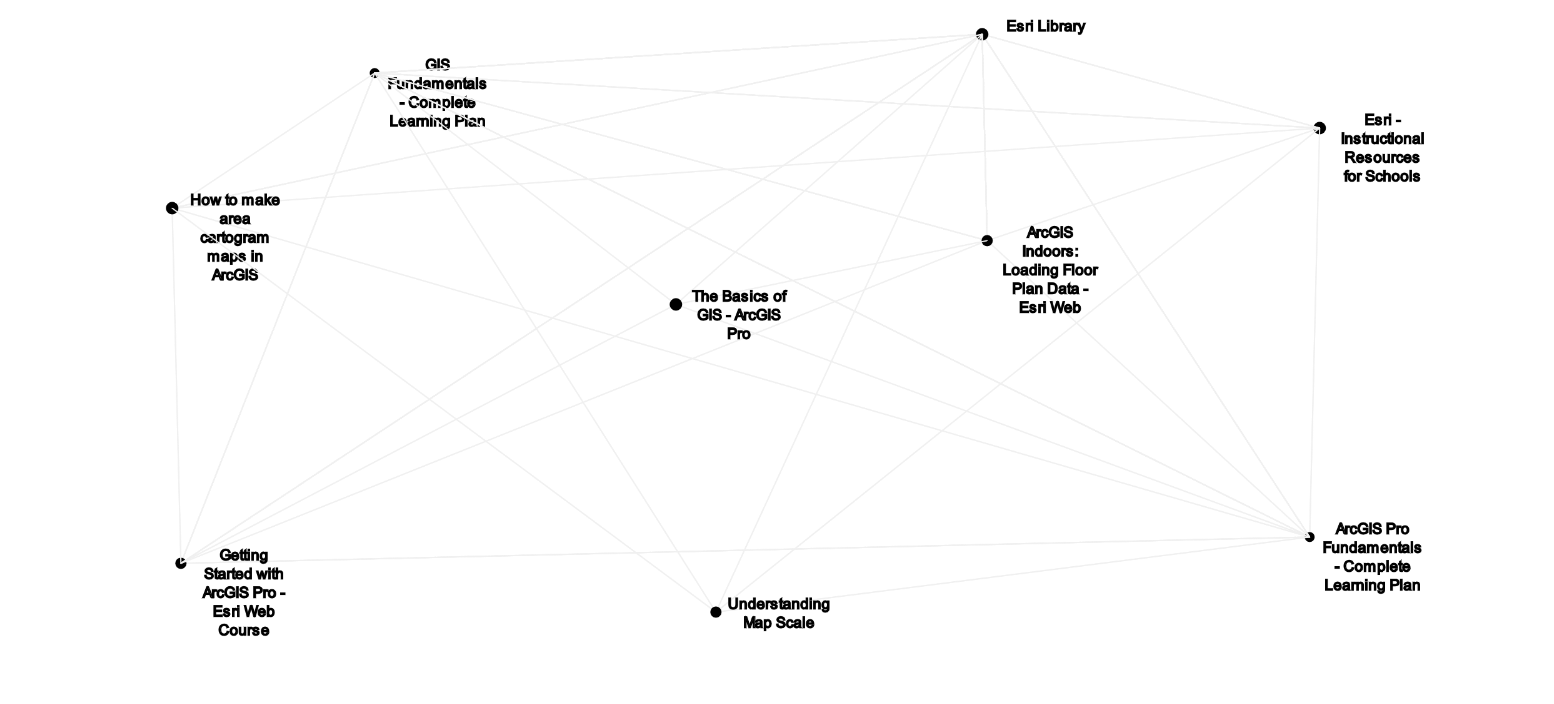 Esri Library
GIS
Fundamentals
- Complete
Learning Plan
Esri -
Instructional
Resources
for Schools
How to make
area
cartogram
maps in
ArcGIS
ArcGIS
Indoors:
Loading Floor
Plan Data -
Esri Web
The Basics of
GIS - ArcGIS
Pro
ArcGIS Pro
Fundamentals
- Complete
Learning Plan
Getting
Started with
ArcGIS Pro -
Esri Web
Course
Understanding
Map Scale